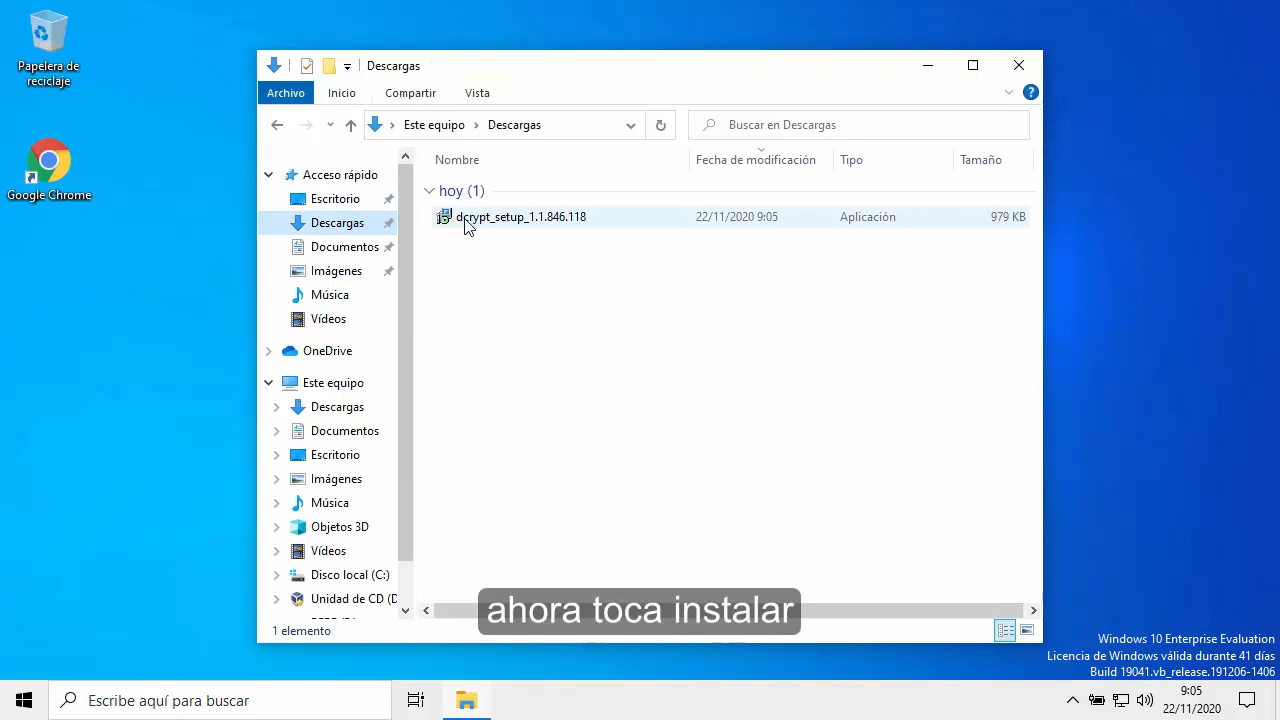 Papelera de
reciclaje
Google Chrome
Descargas
Archivo
Inicio
Compartir
Vista
Este equipo
Descargas
Buscar en Descargas
Acceso rápido
Escritorio
Descargas
Documentos
Imágenes
Música
Vídeos
OneDrive
Este equipo
Descargas
Documentos
Escritorio
Imágenes
Música
Objetos 3D
Vídeos
Disco local (C:)
Unidad de CD (D
Nombre
Fecha de modificación
Tipo
Tamaño
hoy (1)
dcrypt_setup_1.1.846.118
22/11/2020 9:05
Aplicación
979 KB
ahora toca instalar
1 elemento
Windows 10 Enterprise Evaluation
Licencia de Windows válida durante 41 días
Build 19041.vb_release.191206-1406
Escribe aquí para buscar
9:05
22/11/2020